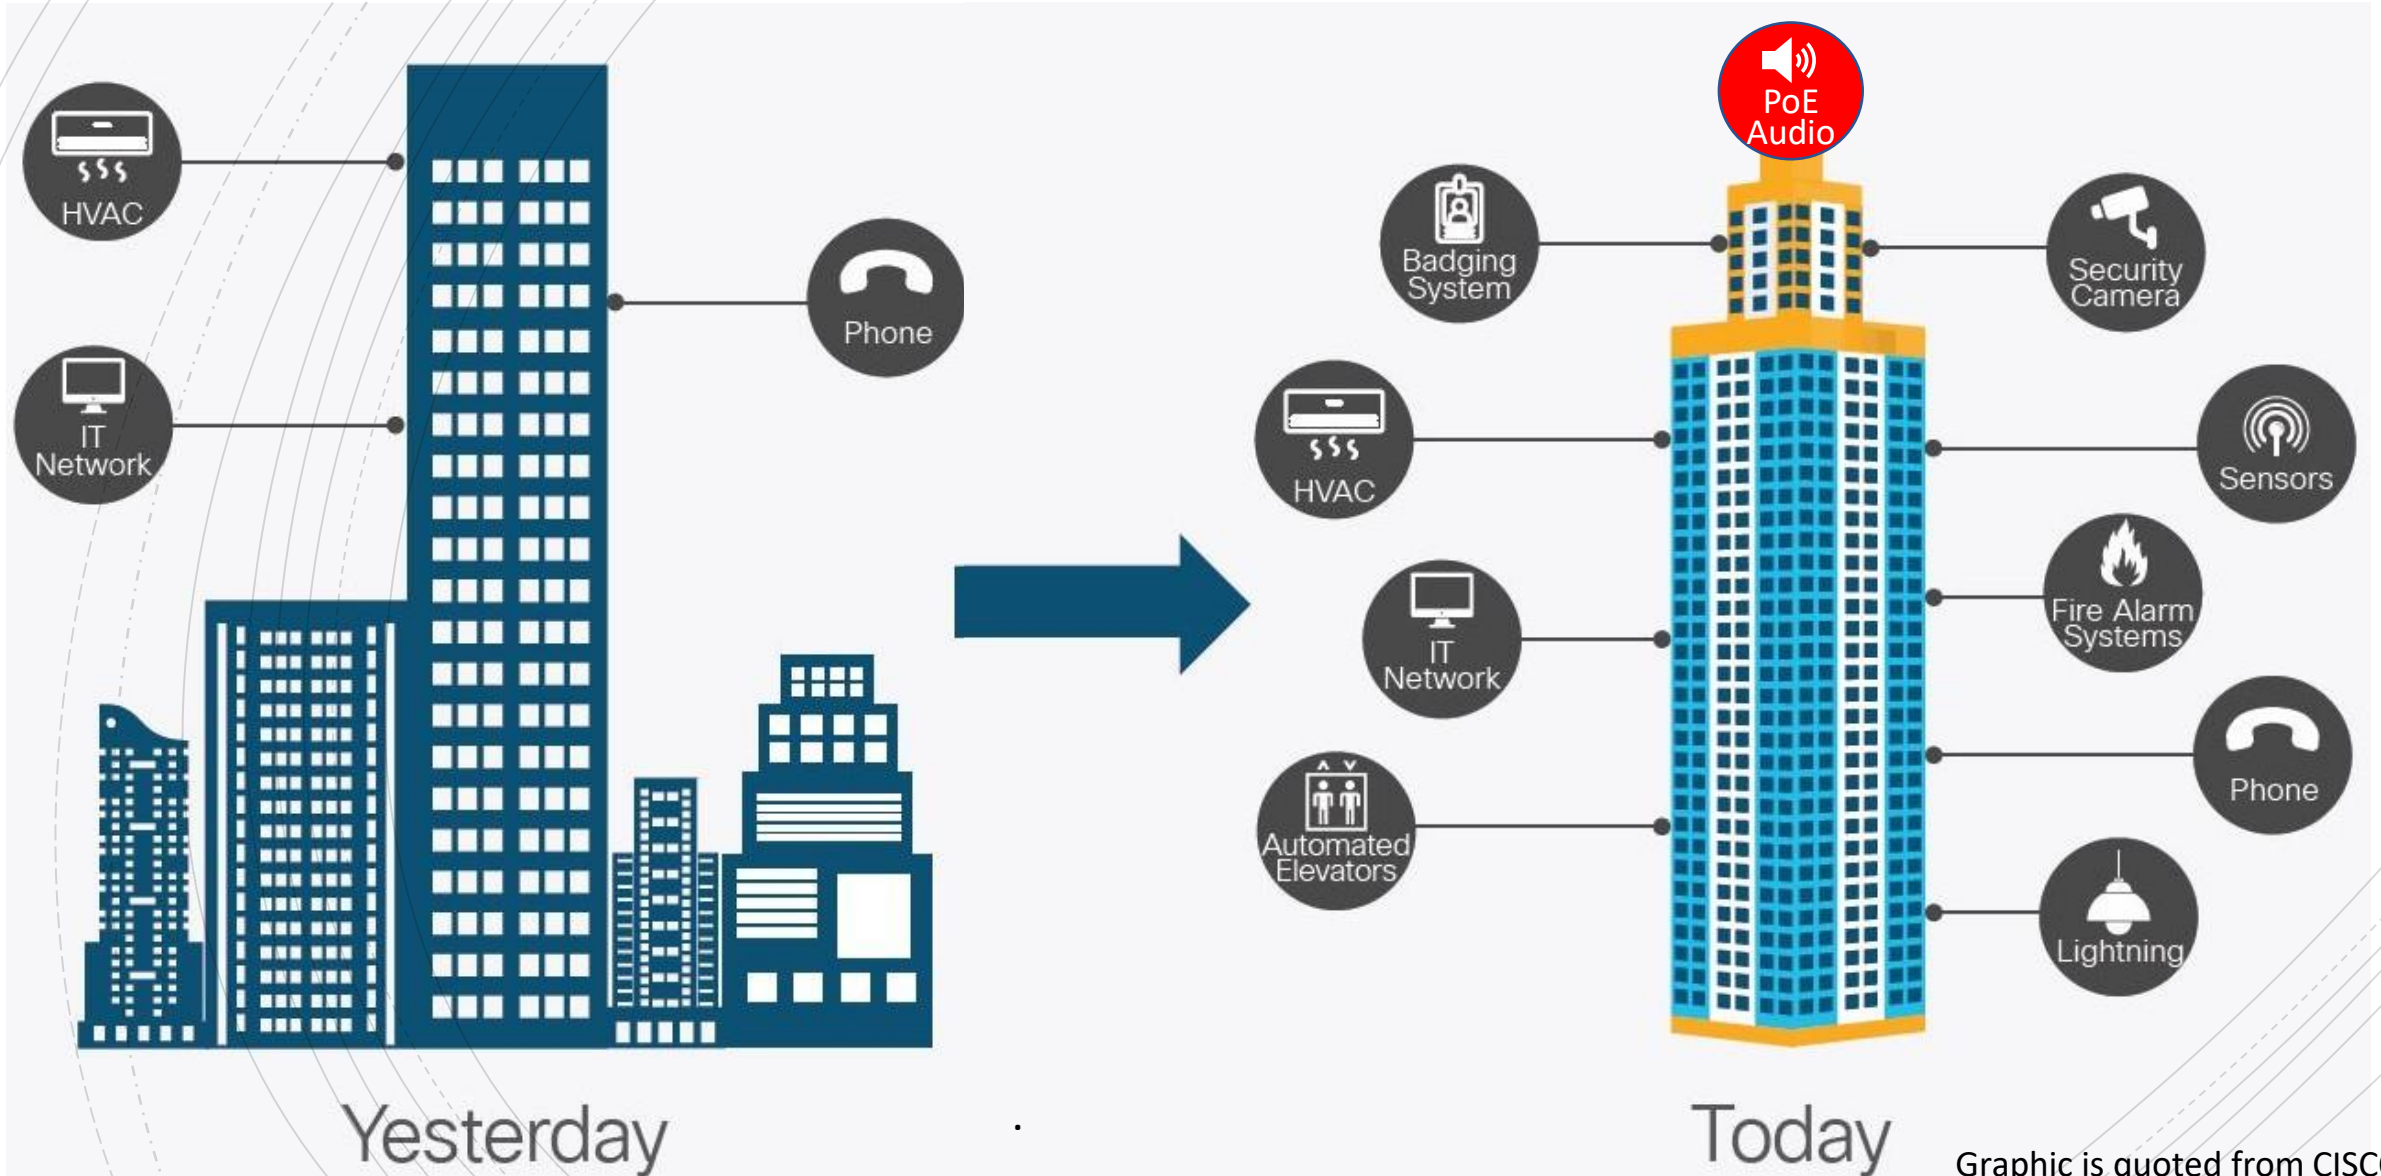 HVAC
IT
Network
Phone
Yesterday
.
PoE
Audio
Badging
System
Security
Camera
HVAC
Sensors
IT
Network
Fire Alarm
Systems
Automated
Elevators
Phone
Lightning
Today
Graphic is quoted from CISC